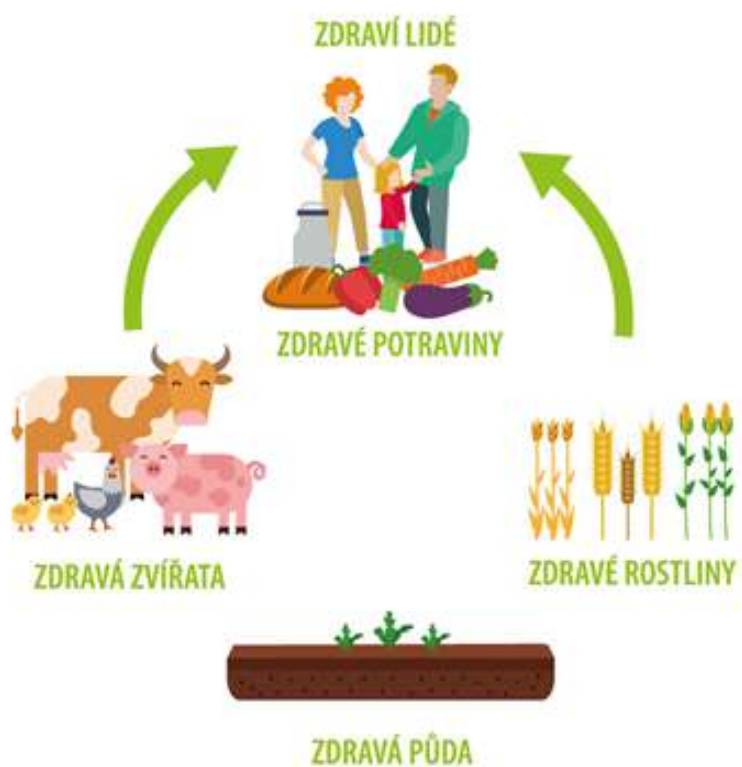 ZDRAVÍ LIDÉ
ZDRAVÉ POTRAVINY
ZDRAVÁ ZVÍŘATA
ZDRAVÉ ROSTLINY
ZDRAVÁ PŮDA